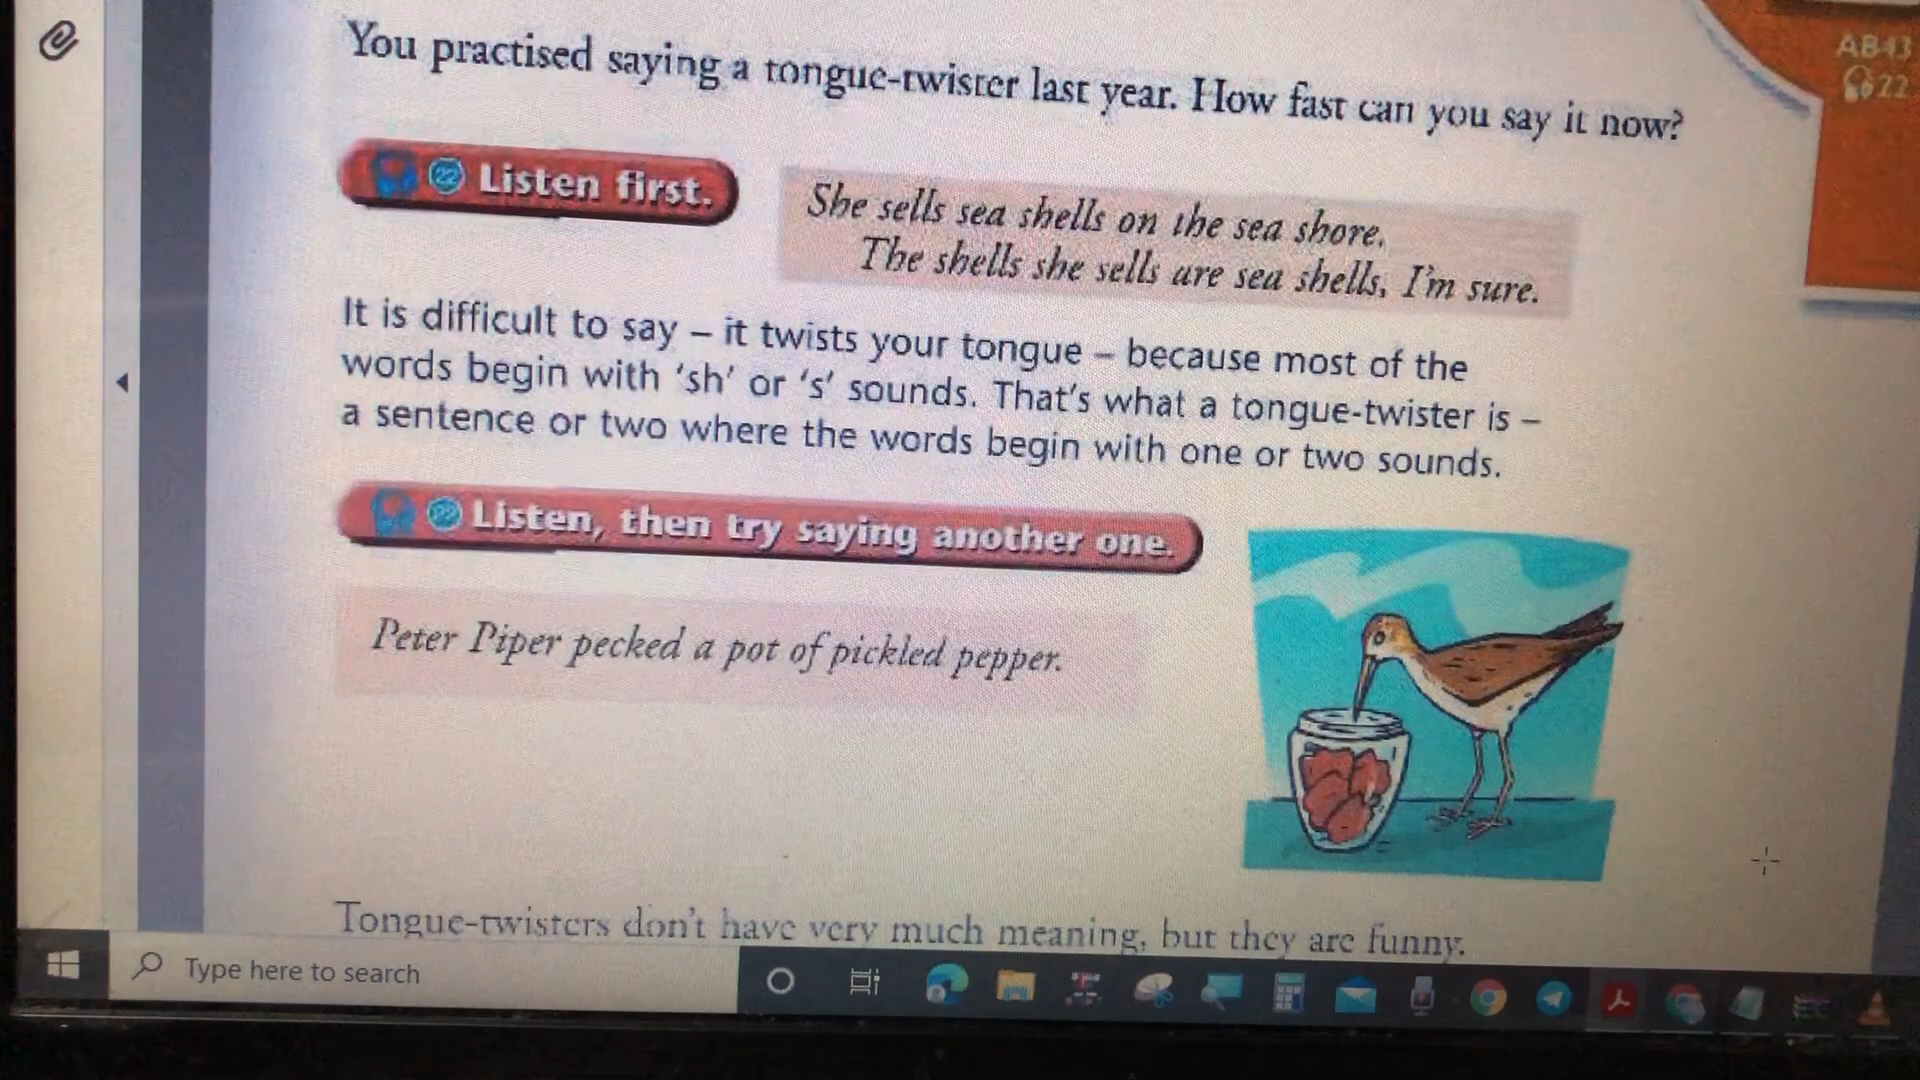 You practised saying a tongue-twister last year. How fast can you say it now?
AB43
22
22 Listen first.
She sells sea shells on the sea shore.
The shells she sells are sea shells, I'm sure.
It is difficult to say – it twists your tongue – because most of the
words begin with ‘sh’ or ‘s’ sounds. That's what a tongue-twister is –
a sentence or two where the words begin with one or two sounds.
22 Listen, then try saying another one.
Peter Piper pecked a pot of pickled pepper.
Tongue-twisters don't have very much meaning, but they are funny.
Type here to search